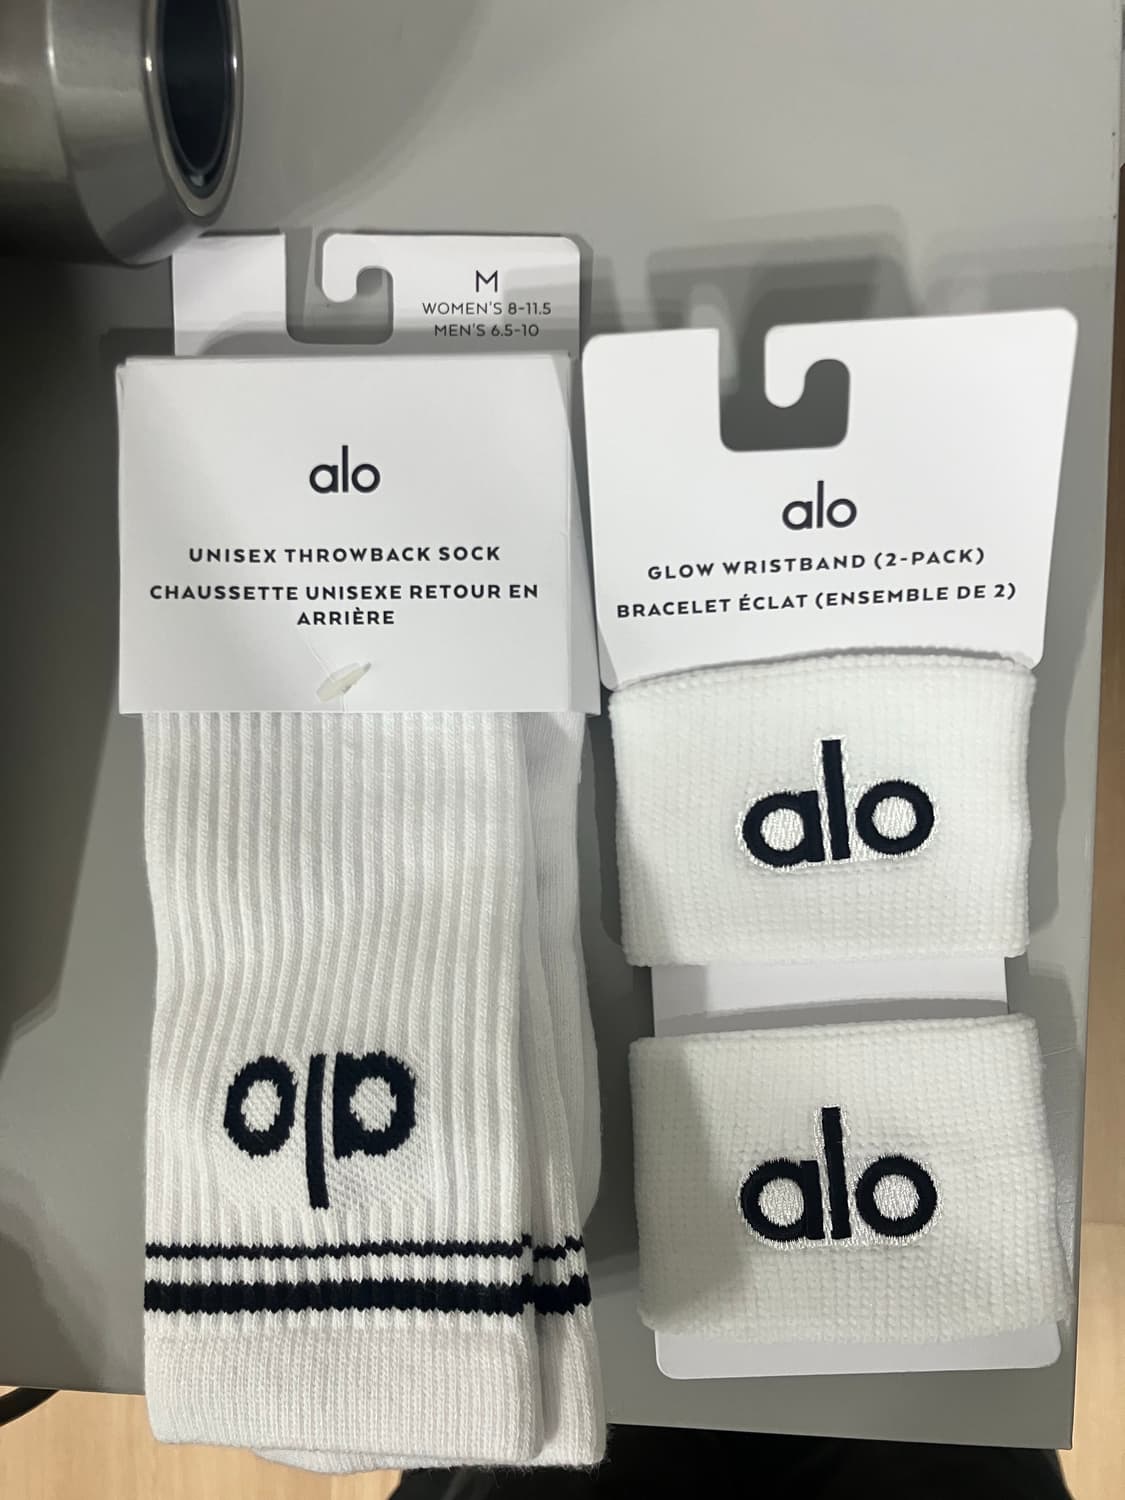 M
WOMEN'S 8-11.5
MEN'S 6.5-10
alo
UNISEX THROWBACK SOCK
CHAUSSETTE UNISEXE RETOUR EN
ARRIÈRE
alo
alo
GLOW WRISTBAND (2-PACK)
BRACELET ÉCLAT (ENSEMBLE DE 2)
alo
alo